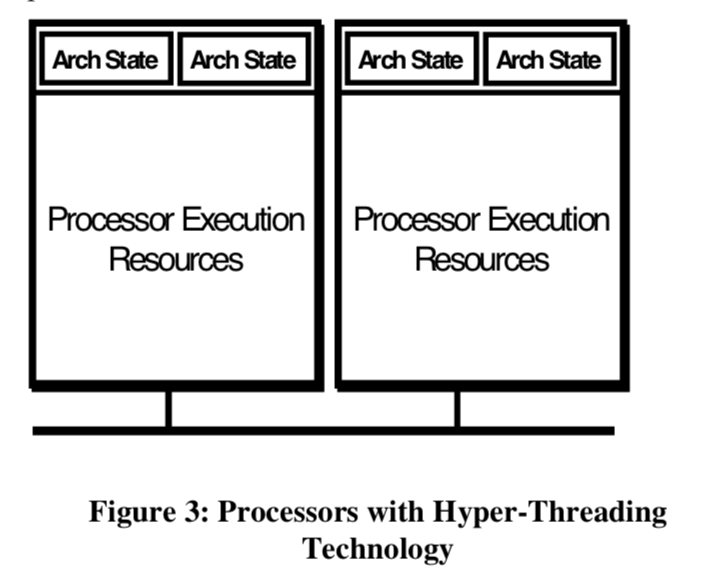 Arch State Arch State Arch State Arch State
Processor Execution Processor Execution
Resources Resources
Figure 3: Processors with Hyper-Threading
Technology